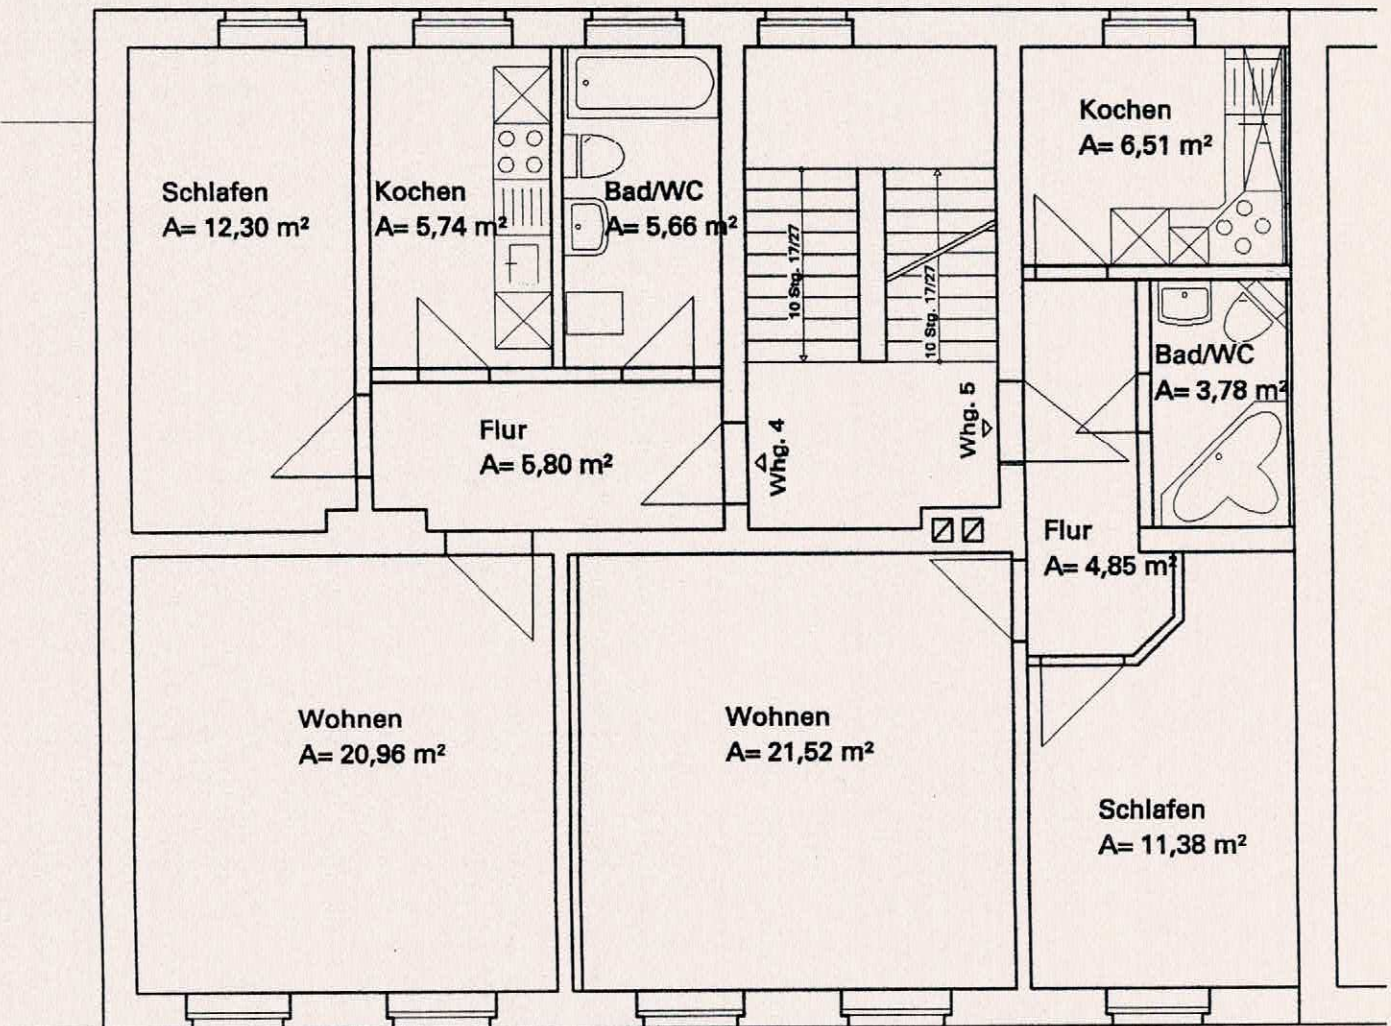 Schlafen
A= 12,30 m²
Kochen
A= 5,74 m²
Bad/WC
A= 5,66 m²
10 Stg. 17/27
10 Stg. 17/27
Kochen
A= 6,51 m²
Bad/WC
A= 3,78 m²
Flur
A= 5,80 m²
Whg. 4
Whg. 5
Flur
A= 4,85 m²
Wohnen
A= 20,96 m²
Wohnen
A= 21,52 m²
Schlafen
A= 11,38 m²